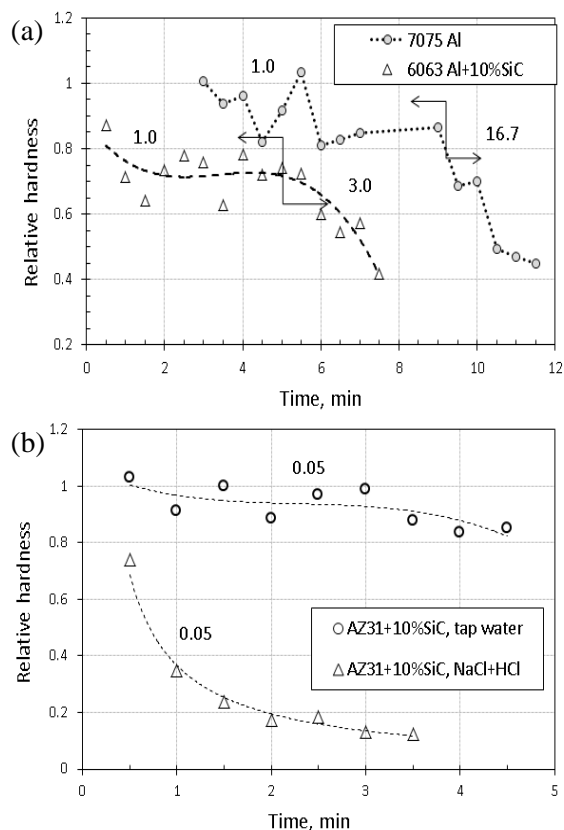 (a)
Relative hardness
1.2
1
0.8
0.6
0.4
0.2
0 2 4 6 8 10 12
Time, min
7075 Al
6063 Al+10%SiC
1.0
1.0
16.7
3.0
(b)
Relative hardness
1.2
1
0.8
0.6
0.4
0.2
0
0 1 2 3 4 5
Time, min
0.05
0.05
AZ31+10%SiC, tap water
AZ31+10%SiC, NaCl+HCl